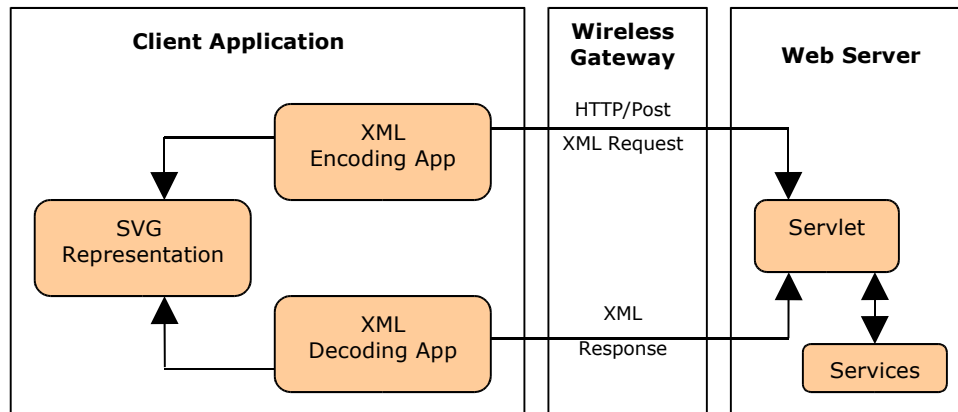 Client Application
Wireless
Gateway
Web Server
XML
Encoding App
HTTP/Post
XML Request
SVG
Representation
Servlet
XML
Decoding App
XML
Response
Services